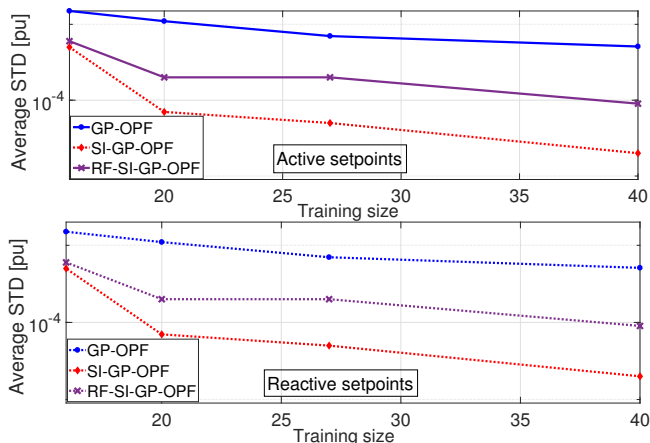 Average STD [pu]
10-4
GP-OPF
SI-GP-OPF
RF-SI-GP-OPF
Active setpoints
20 25 30 35 40
Training size
Average STD [pu]
10-4
GP-OPF
SI-GP-OPF
RF-SI-GP-OPF
Reactive setpoints
20 25 30 35 40
Training size